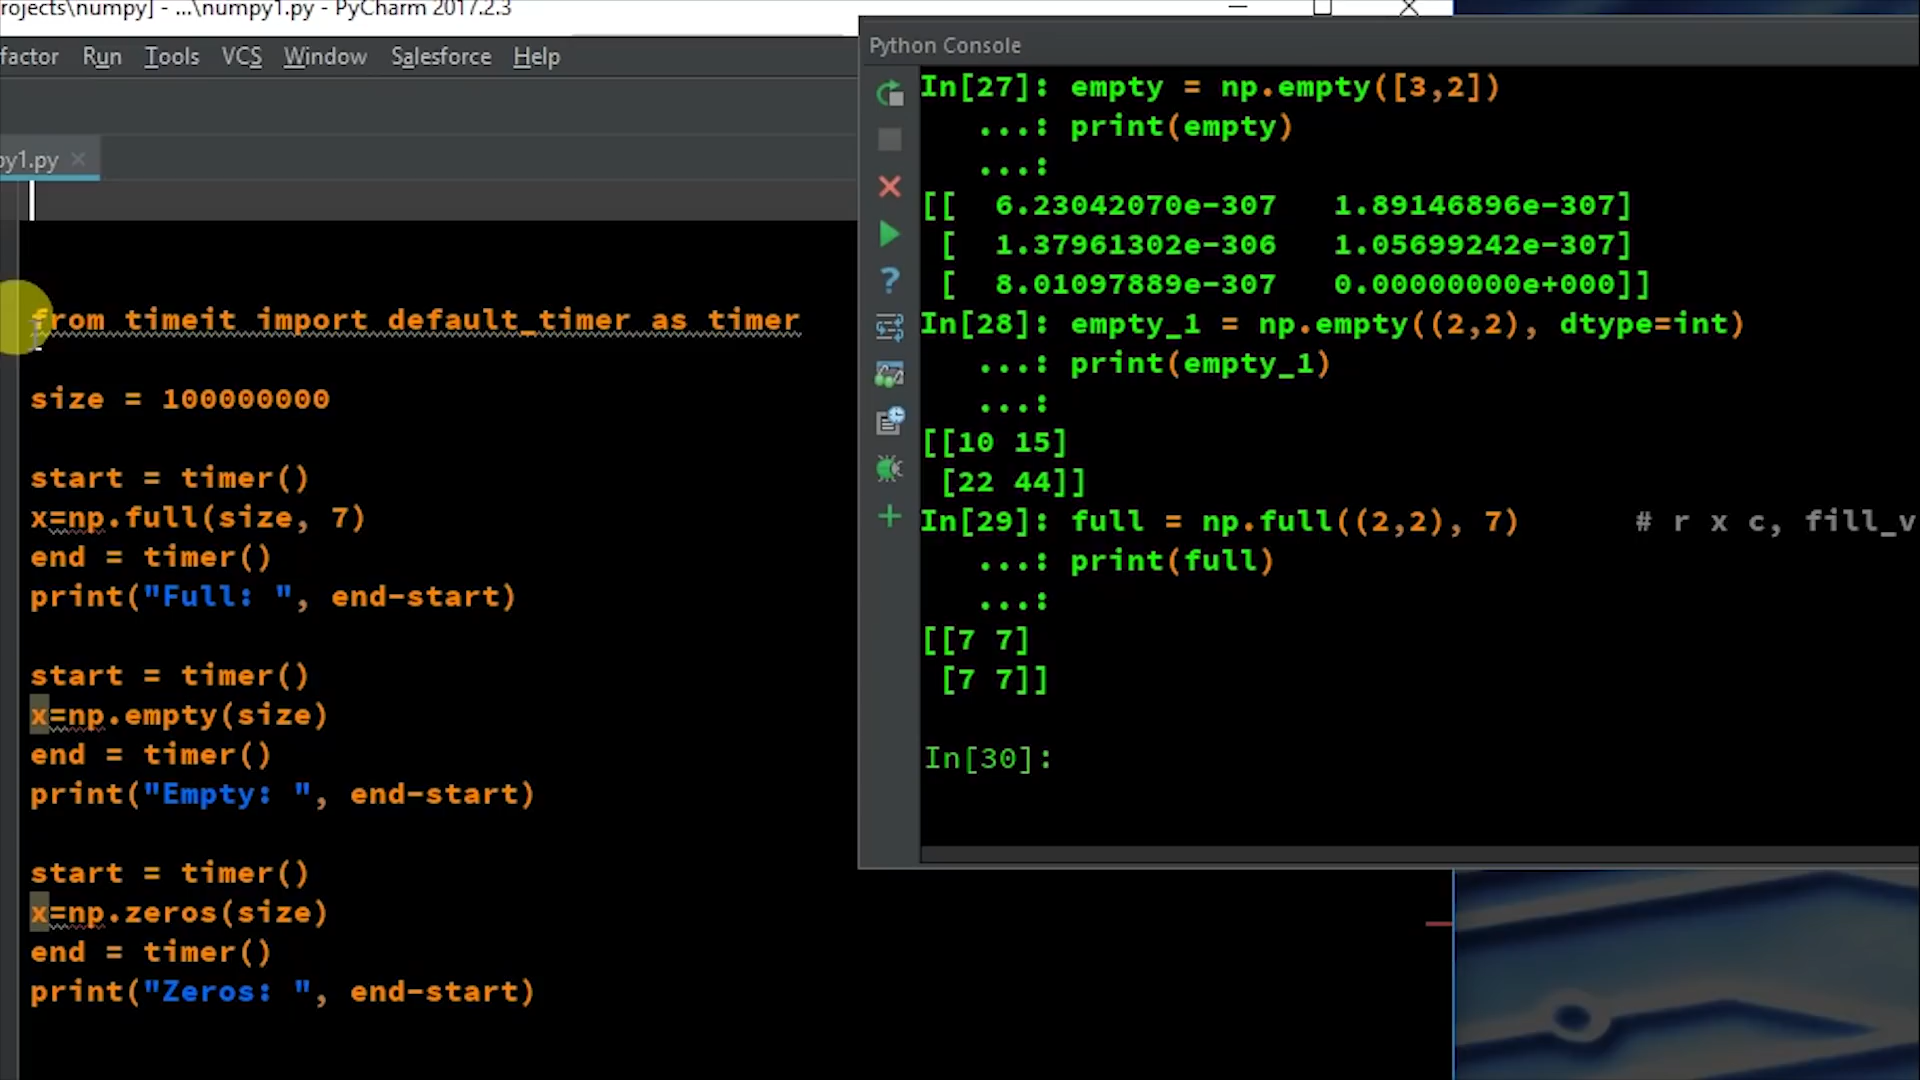 rojects\numpy] - ...\numpy1.py - PyCharm 2017.2.3
factor Run Tools VCS Window Salesforce Help
py1.py
from timeit import default_timer as timer
size = 100000000
start = timer()
x=np.full(size, 7)
end = timer()
print("Full: ", end-start)
start = timer()
x=np.empty(size)
end = timer()
print("Empty: ", end-start)
start = timer()
x=np.zeros(size)
end = timer()
print("Zeros: ", end-start)
Python Console
In[27]: empty = np.empty([3,2])
...: print(empty)
...:
[[ 6.23042070e-307 1.89146896e-307]
[ 1.37961302e-306 1.05699242e-307]
[ 8.01097889e-307 0.00000000e+000]]
In[28]: empty_1 = np.empty((2,2), dtype=int)
...: print(empty_1)
...:
[[10 15]
[22 44]]
In[29]: full = np.full((2,2), 7) # r x c, fill_v
...: print(full)
...:
[[7 7]
[7 7]]
In[30]: